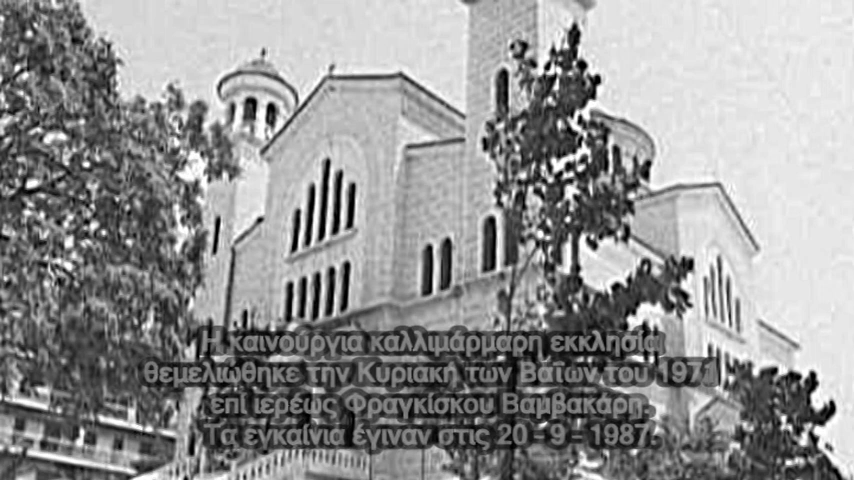 Η καινούργια καλλιμάρμαρη εκκλησία
θεμελιώθηκε την Κυριακή των Βαΐων του 1971
επί ιερέως Φραγκίσκου Βαμβακάρη.
Τα εγκαίνια έγιναν στις 20 - 9 - 1987.